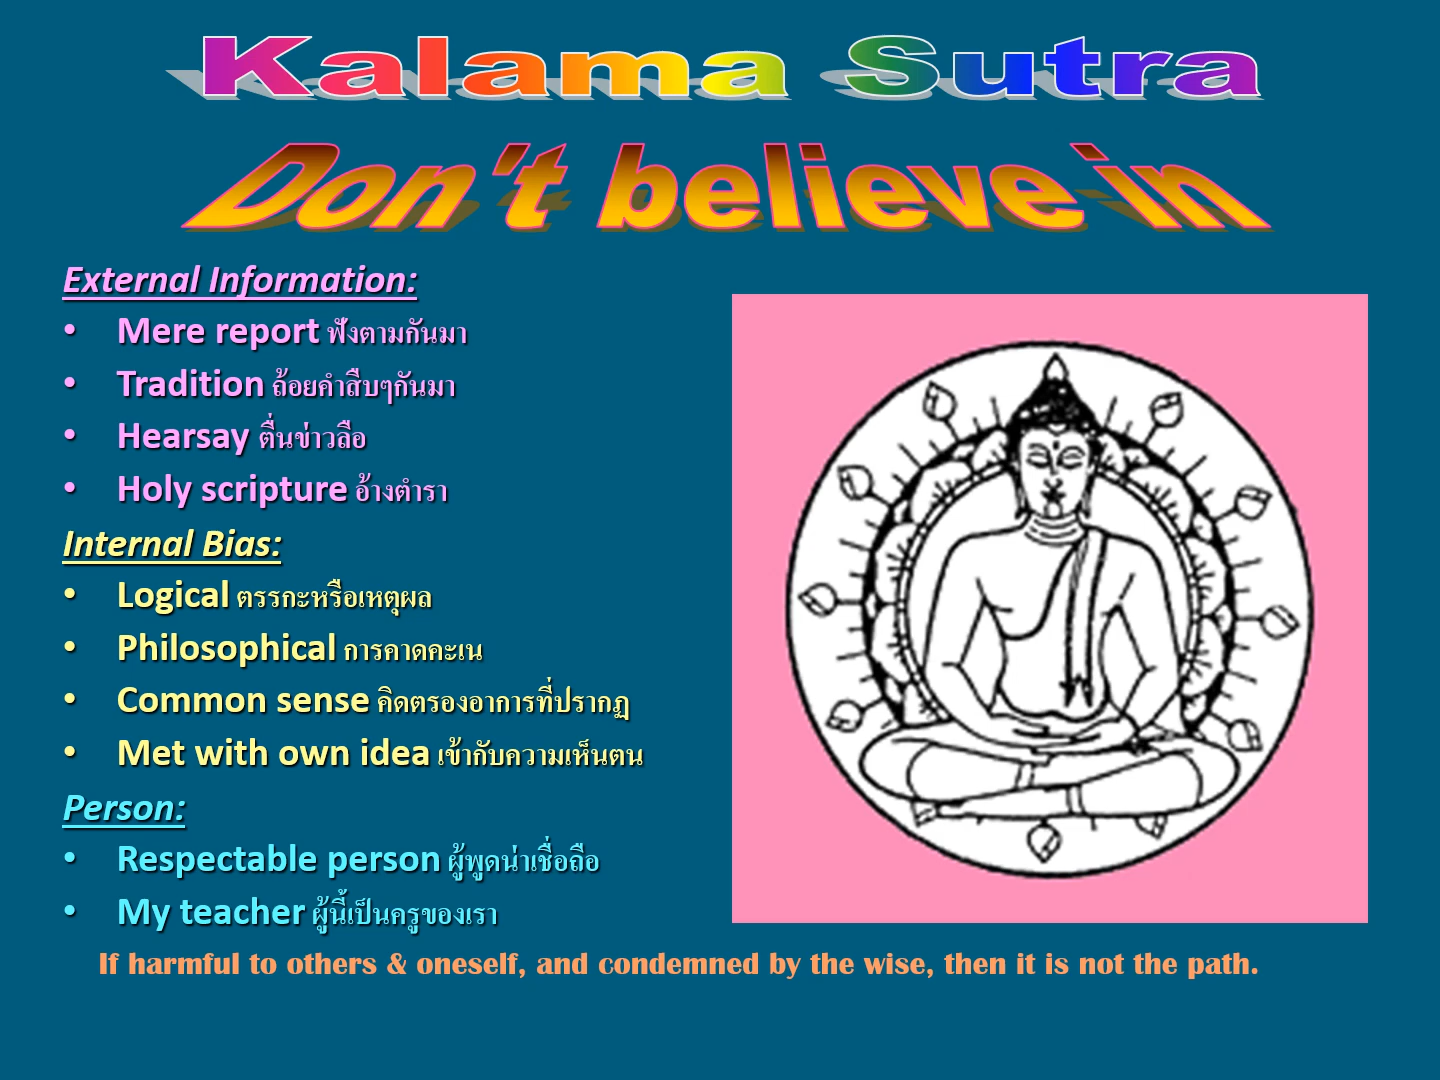 Kalama Sutra
Don't believe in
External Information:
• Mere report ฟังตามกันมา
• Tradition ถ้อยคำสืบๆกันมา
• Hearsay ตื่นข่าวลือ
• Holy scripture อ้างตำรา
Internal Bias:
• Logical ตรรกะหรือเหตุผล
• Philosophical การคาดคะเน
• Common sense คิดตรองอาการที่ปรากฏ
• Met with own idea เข้ากับความเห็นตน
Person:
• Respectable person ผู้พูดน่าเชื่อถือ
• My teacher ผู้นี้เป็นครูของเรา
If harmful to others & oneself, and condemned by the wise, then it is not the path.